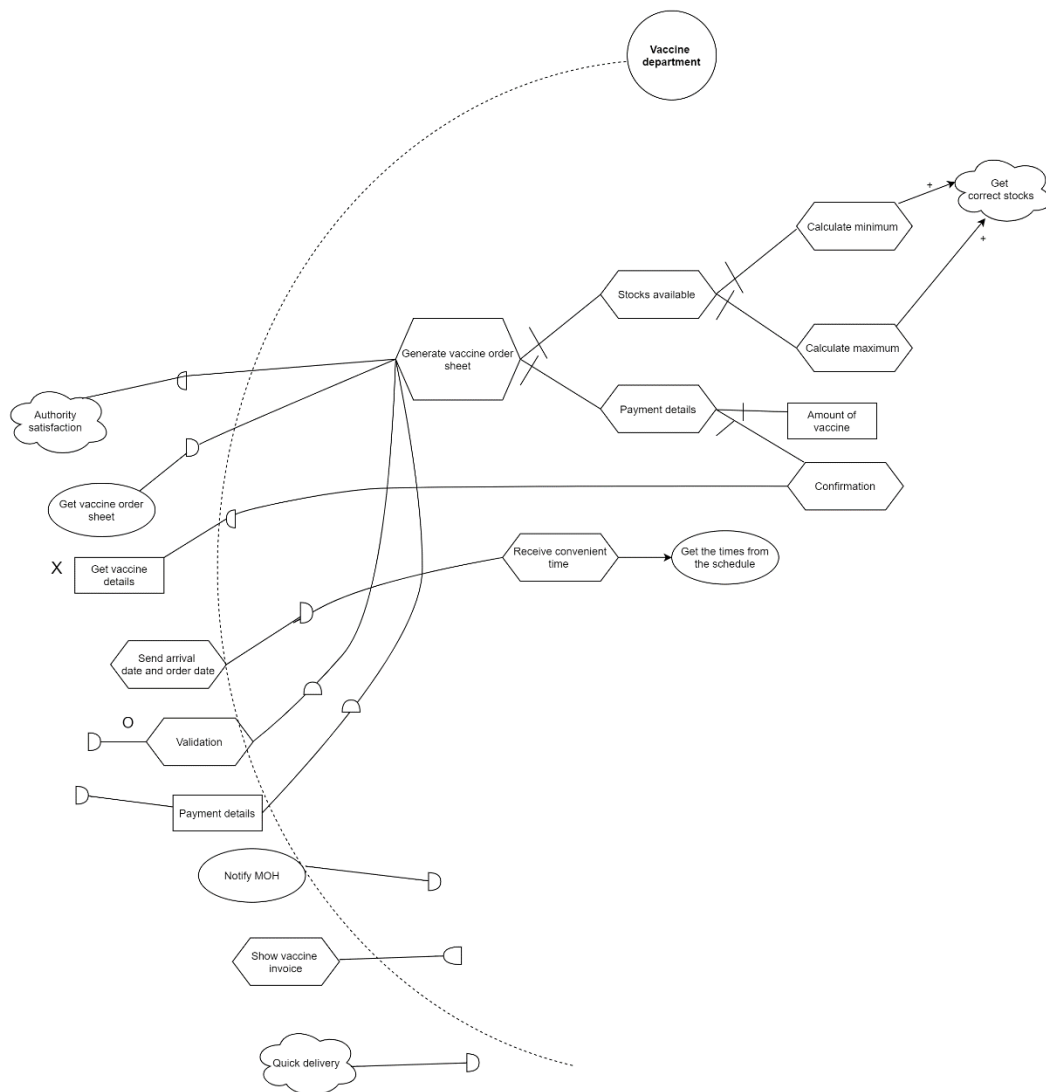 Vaccine
department
Get
correct stocks
+
Calculate minimum
+
Stocks available
Generate vaccine order
sheet
Calculate maximum
Authority
satisfaction
Payment details
Amount of
vaccine
Get vaccine order
sheet
Confirmation
X
Get vaccine
details
Receive convenient
time
Get the times from
the schedule
Send arrival
date and order date
O
Validation
Payment details
Notify MOH
Show vaccine
invoice
Quick delivery